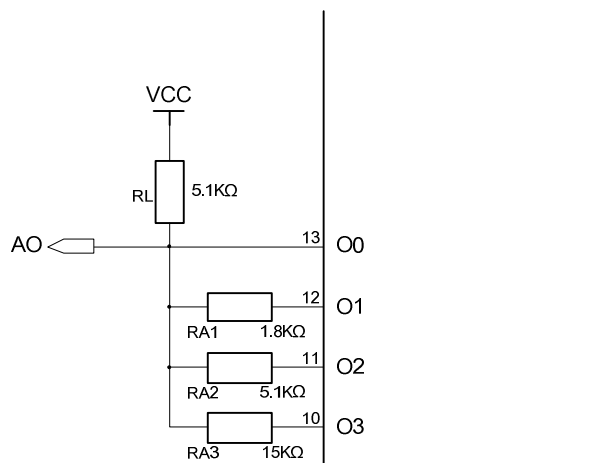 VCC
RL 5.1KΩ
AO 13 O0
12 O1
RA1 1.8KΩ
11 O2
RA2 5.1KΩ
10 O3
RA3 15KΩ